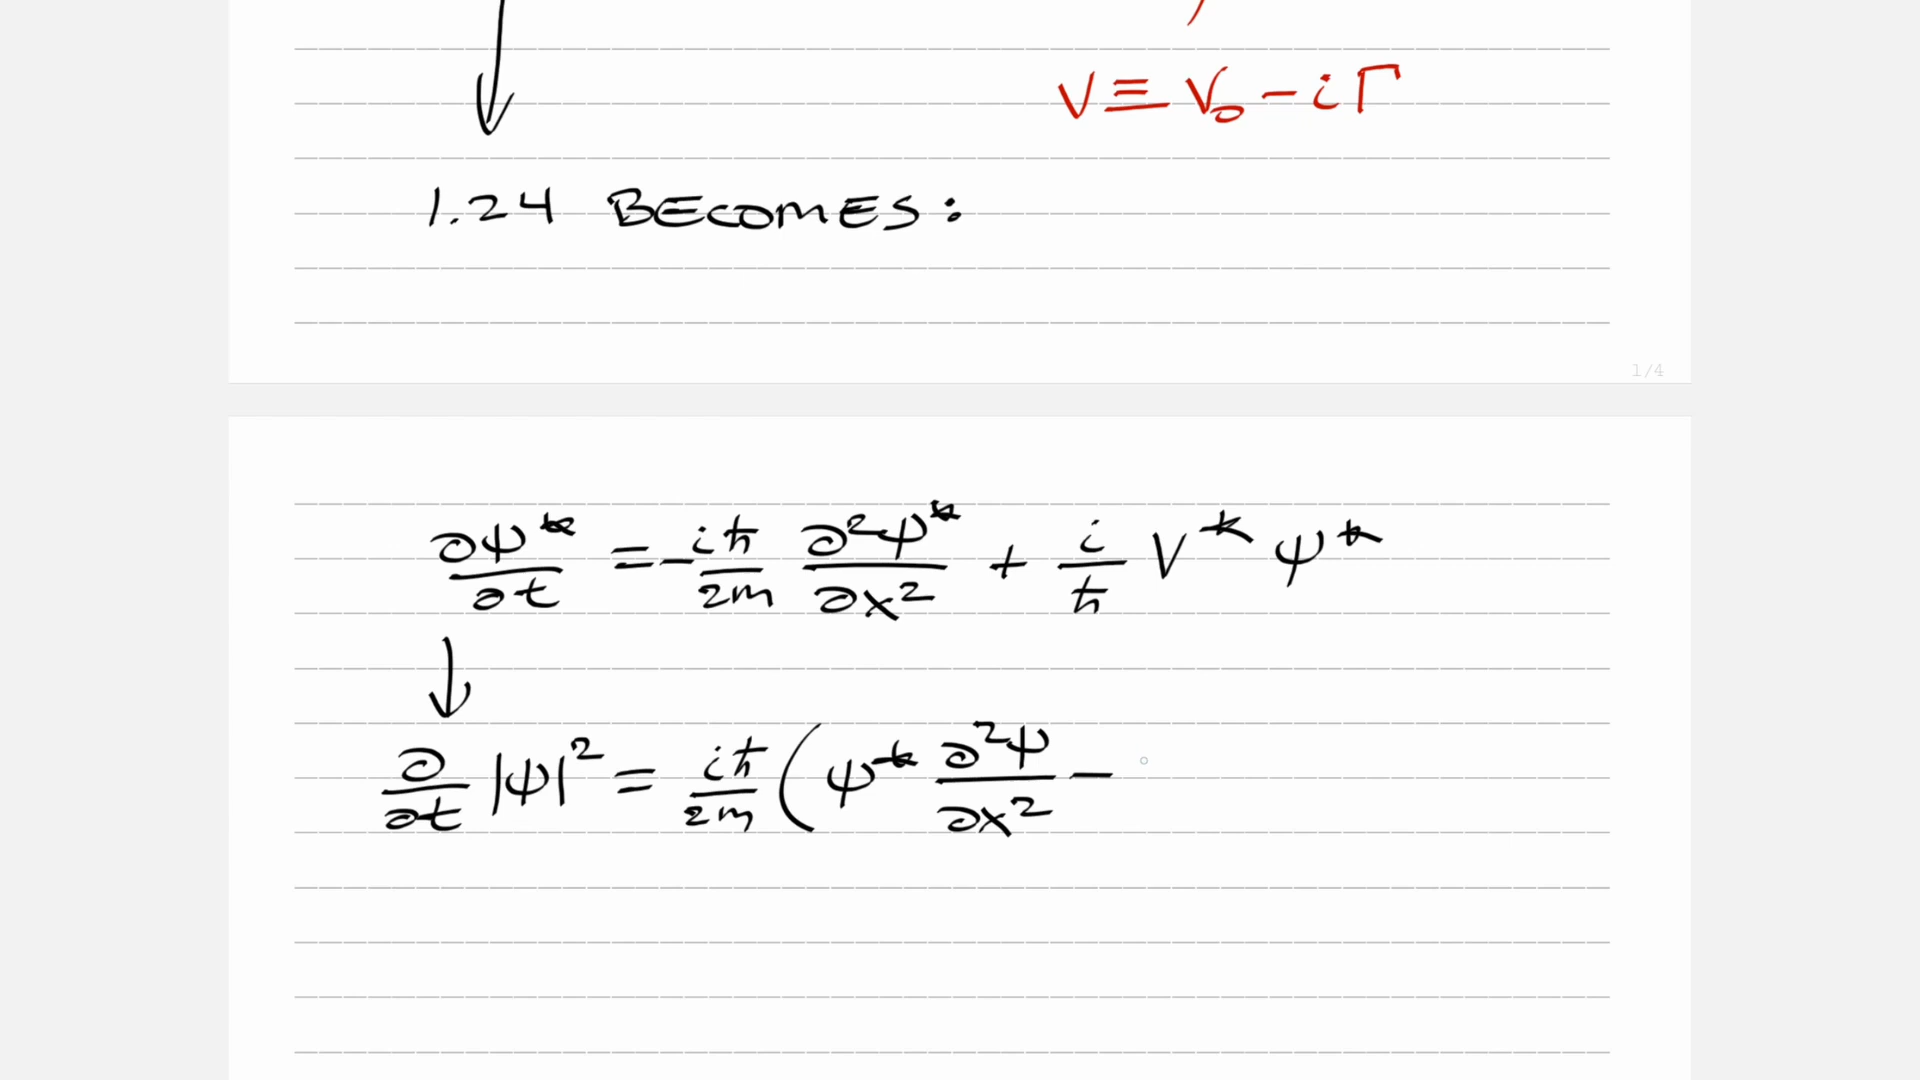 V ≡ V₀ - iΓ
1.24 BECOMES:
1/4
∂ψ*/∂t = - iħ/2m ∂²ψ*/∂x² + i/ħ V* ψ*
∂/∂t |ψ|² = iħ/2m (ψ* ∂²ψ/∂x² -